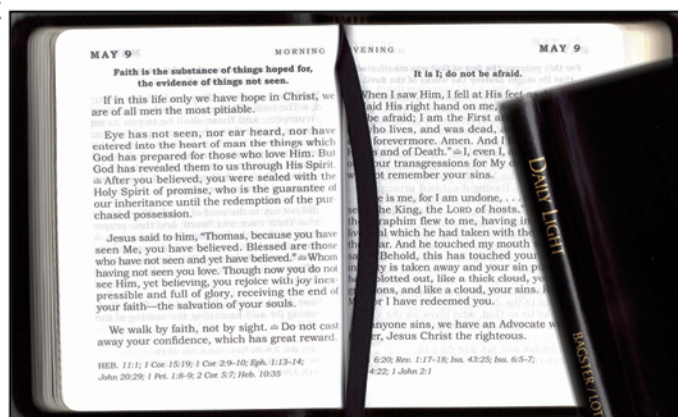 MAY 9 MORNING
Faith is the substance of things hoped for,
the evidence of things not seen.
If in this life only we have hope in Christ, we
are of all men the most pitiable.
Eye has not seen, nor ear heard, nor have
entered into the heart of man the things which
God has prepared for those who love Him. But
God has revealed them to us through His Spirit.
After you believed, you were sealed with the
Holy Spirit of promise, who is the guarantee of
our inheritance until the redemption of the pur-
chased possession.
Jesus said to him, “Thomas, because you have
seen Me, you have believed. Blessed are those
who have not seen and yet have believed.” Whom
having not seen you love. Though now you do not
see Him, yet believing, you rejoice with joy inex-
pressible and full of glory, receiving the end of
your faith—the salvation of your souls.
We walk by faith, not by sight. Do not cast
away your confidence, which has great reward.
HEB. 11:1; 1 Cor. 15:19; 1 Cor. 2:9-10; Eph. 1:13-14;
John 20:29; 1 Pet. 1:8-9; 2 Cor. 5:7; Heb. 10:35
VENING MAY 9
It is I; do not be afraid.
When I saw Him, I fell at His feet
laid His right hand on me,
be afraid; I am the First
who lives, and was dead,
forevermore. Amen. And I
and of Death.” I, even I,
our transgressions for My
not remember your sins.
is me, for I am undone, . . .
the King, the LORD of hosts.
flew to me, having in
which he had taken with the
And he touched my mouth
Behold, this has touched your
is taken away and your sin
blotted out, like a thick cloud,
and like a cloud, your sins.
for I have redeemed you.
anyone sins, we have an Advocate
Jesus Christ the righteous.
6:20; Rev. 1:17-18; Isa. 43:25; Isa. 6:5-7;
4:22; 1 John 2:1
DAILY LIGHT
BAGSTER